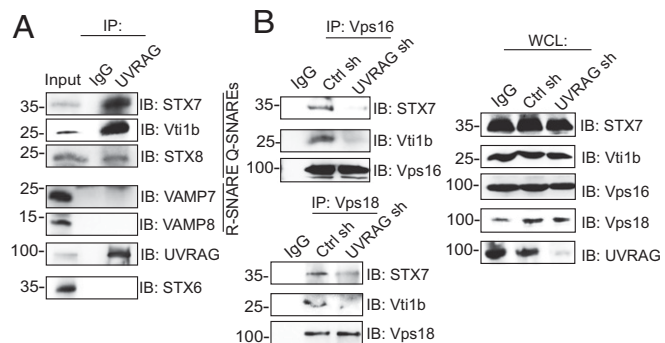 A
IP:
Input
IgG
UVRAG
35-
IB: STX7
25-
IB: Vti1b
25-
IB: STX8
Q-SNAREs
25-
IB: VAMP7
15-
IB: VAMP8
R-SNARE
100-
IB: UVRAG
35-
IB: STX6
B
IP: Vps16
IgG
Ctrl sh
UVRAG sh
35-
IB: STX7
25-
IB: Vti1b
100-
IB: Vps16
IP: Vps18
IgG
Ctrl sh
UVRAG sh
35-
IB: STX7
25-
IB: Vti1b
100-
IB: Vps18
WCL:
IgG
Ctrl sh
UVRAG sh
35-
IB: STX7
25-
IB: Vti1b
100-
IB: Vps16
100-
IB: Vps18
100-
IB: UVRAG